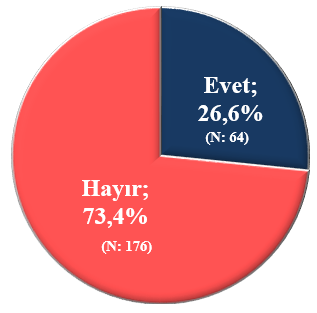 Evet;
26,6%
(N: 64)
Hayır;
73,4%
(N: 176)